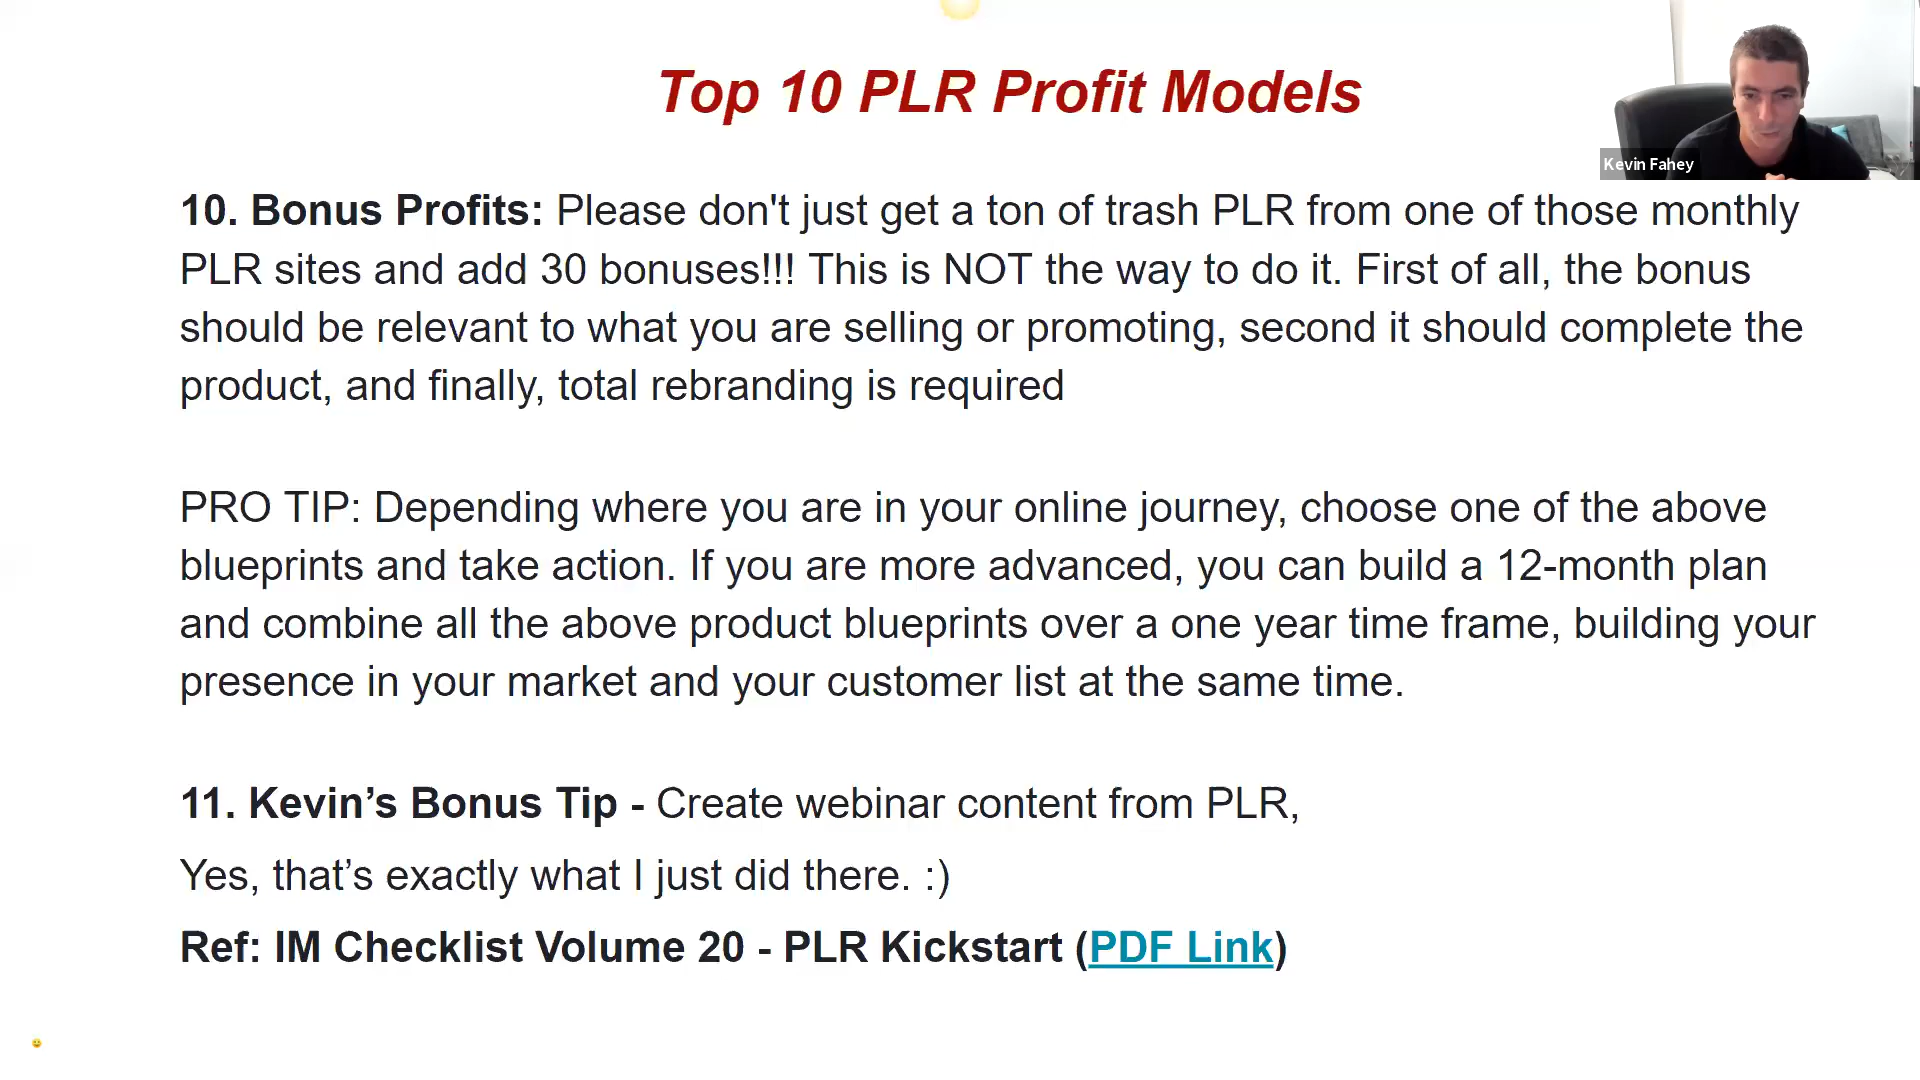 Top 10 PLR Profit Models
Kevin Fahey
10. Bonus Profits: Please don't just get a ton of trash PLR from one of those monthly
PLR sites and add 30 bonuses!!! This is NOT the way to do it. First of all, the bonus
should be relevant to what you are selling or promoting, second it should complete the
product, and finally, total rebranding is required
PRO TIP: Depending where you are in your online journey, choose one of the above
blueprints and take action. If you are more advanced, you can build a 12-month plan
and combine all the above product blueprints over a one year time frame, building your
presence in your market and your customer list at the same time.
11. Kevin’s Bonus Tip - Create webinar content from PLR,
Yes, that’s exactly what I just did there. :)
Ref: IM Checklist Volume 20 - PLR Kickstart (PDF Link)